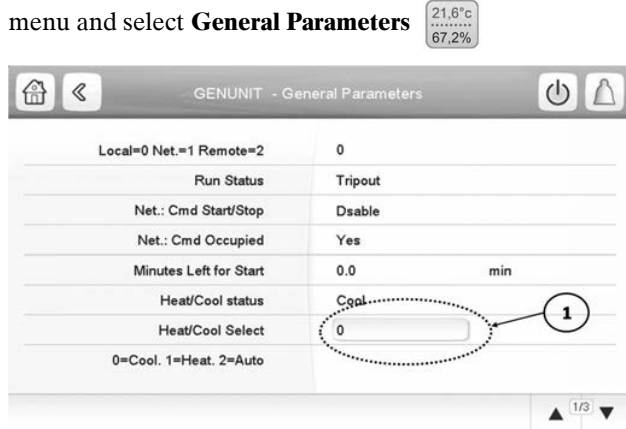 menu and select General Parameters
21,6°c
67,2%
GENUNIT - General Parameters
Local=0 Net.=1 Remote=2 0
Run Status Tripout
Net.: Cmd Start/Stop Dsable
Net.: Cmd Occupied Yes
Minutes Left for Start 0.0 min
Heat/Cool status Cool
Heat/Cool Select 0
1
0=Cool. 1=Heat. 2=Auto
1/3